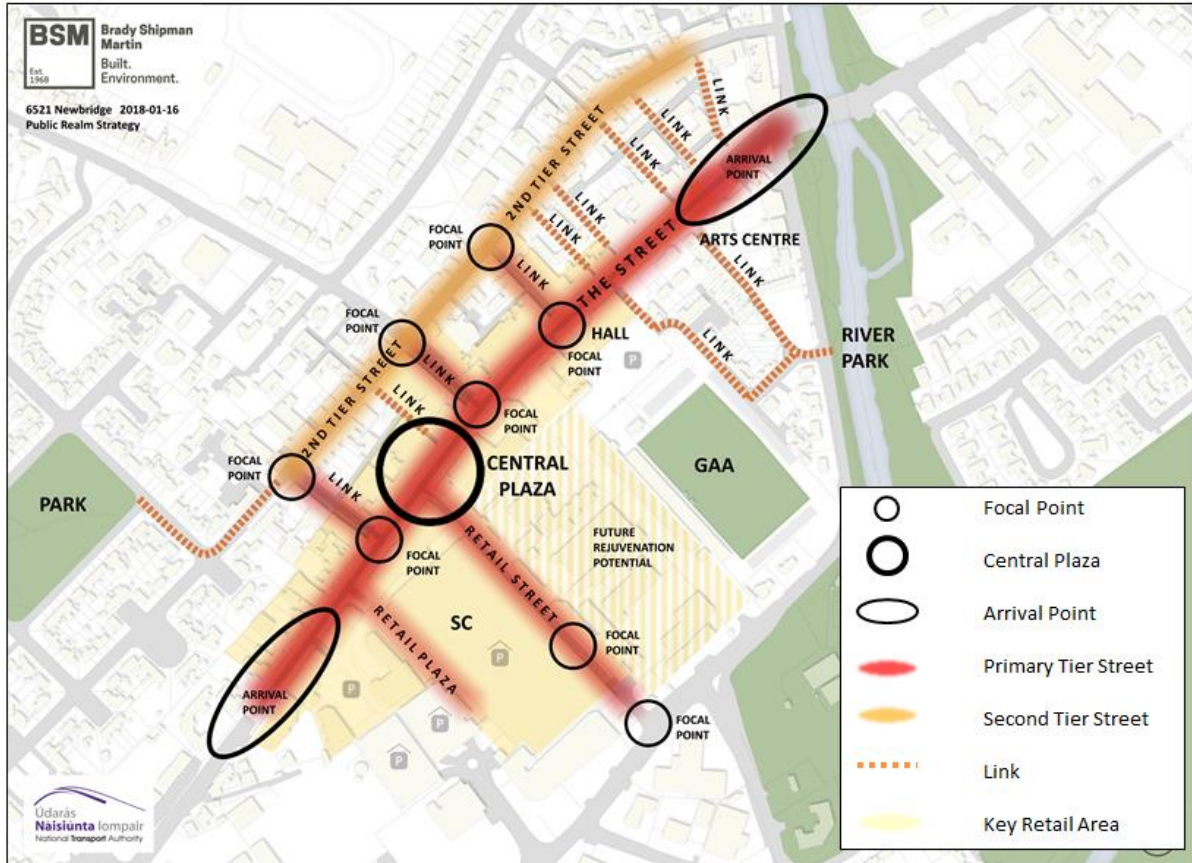 BSM
Est.
1968
Brady Shipman
Martin
Built.
Environment.
6521 Newbridge 2018-01-16
Public Realm Strategy
LINK
2ND TIER STREET
LINK
LINK
ARRIVAL
POINT
LINK
LINK
FOCAL
POINT
ARTS CENTRE
THE STREET
LINK
LINK
FOCAL
POINT
HALL
FOCAL
POINT
P
LINK
RIVER
PARK
LINK
2ND TIER STREET
LINK
FOCAL
POINT
FOCAL
POINT
CENTRAL
PLAZA
GAA
PARK
LINK
FOCAL
POINT
RETAIL STREET
FUTURE
REJUVENATION
POTENTIAL
RETAIL PLAZA
SC
P
FOCAL
POINT
ARRIVAL
POINT
P
P
P
FOCAL
POINT
Focal Point
Central Plaza
Arrival Point
Primary Tier Street
Second Tier Street
Link
Key Retail Area
Údarás
Náisiúnta Iompair
National Transport Authority